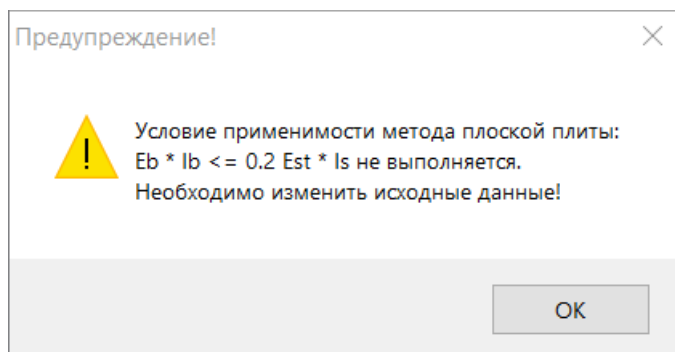 Предупреждение!
Условие применимости метода плоской плиты:
Eb * Ib <= 0.2 Est * Is не выполняется.
Необходимо изменить исходные данные!
OK